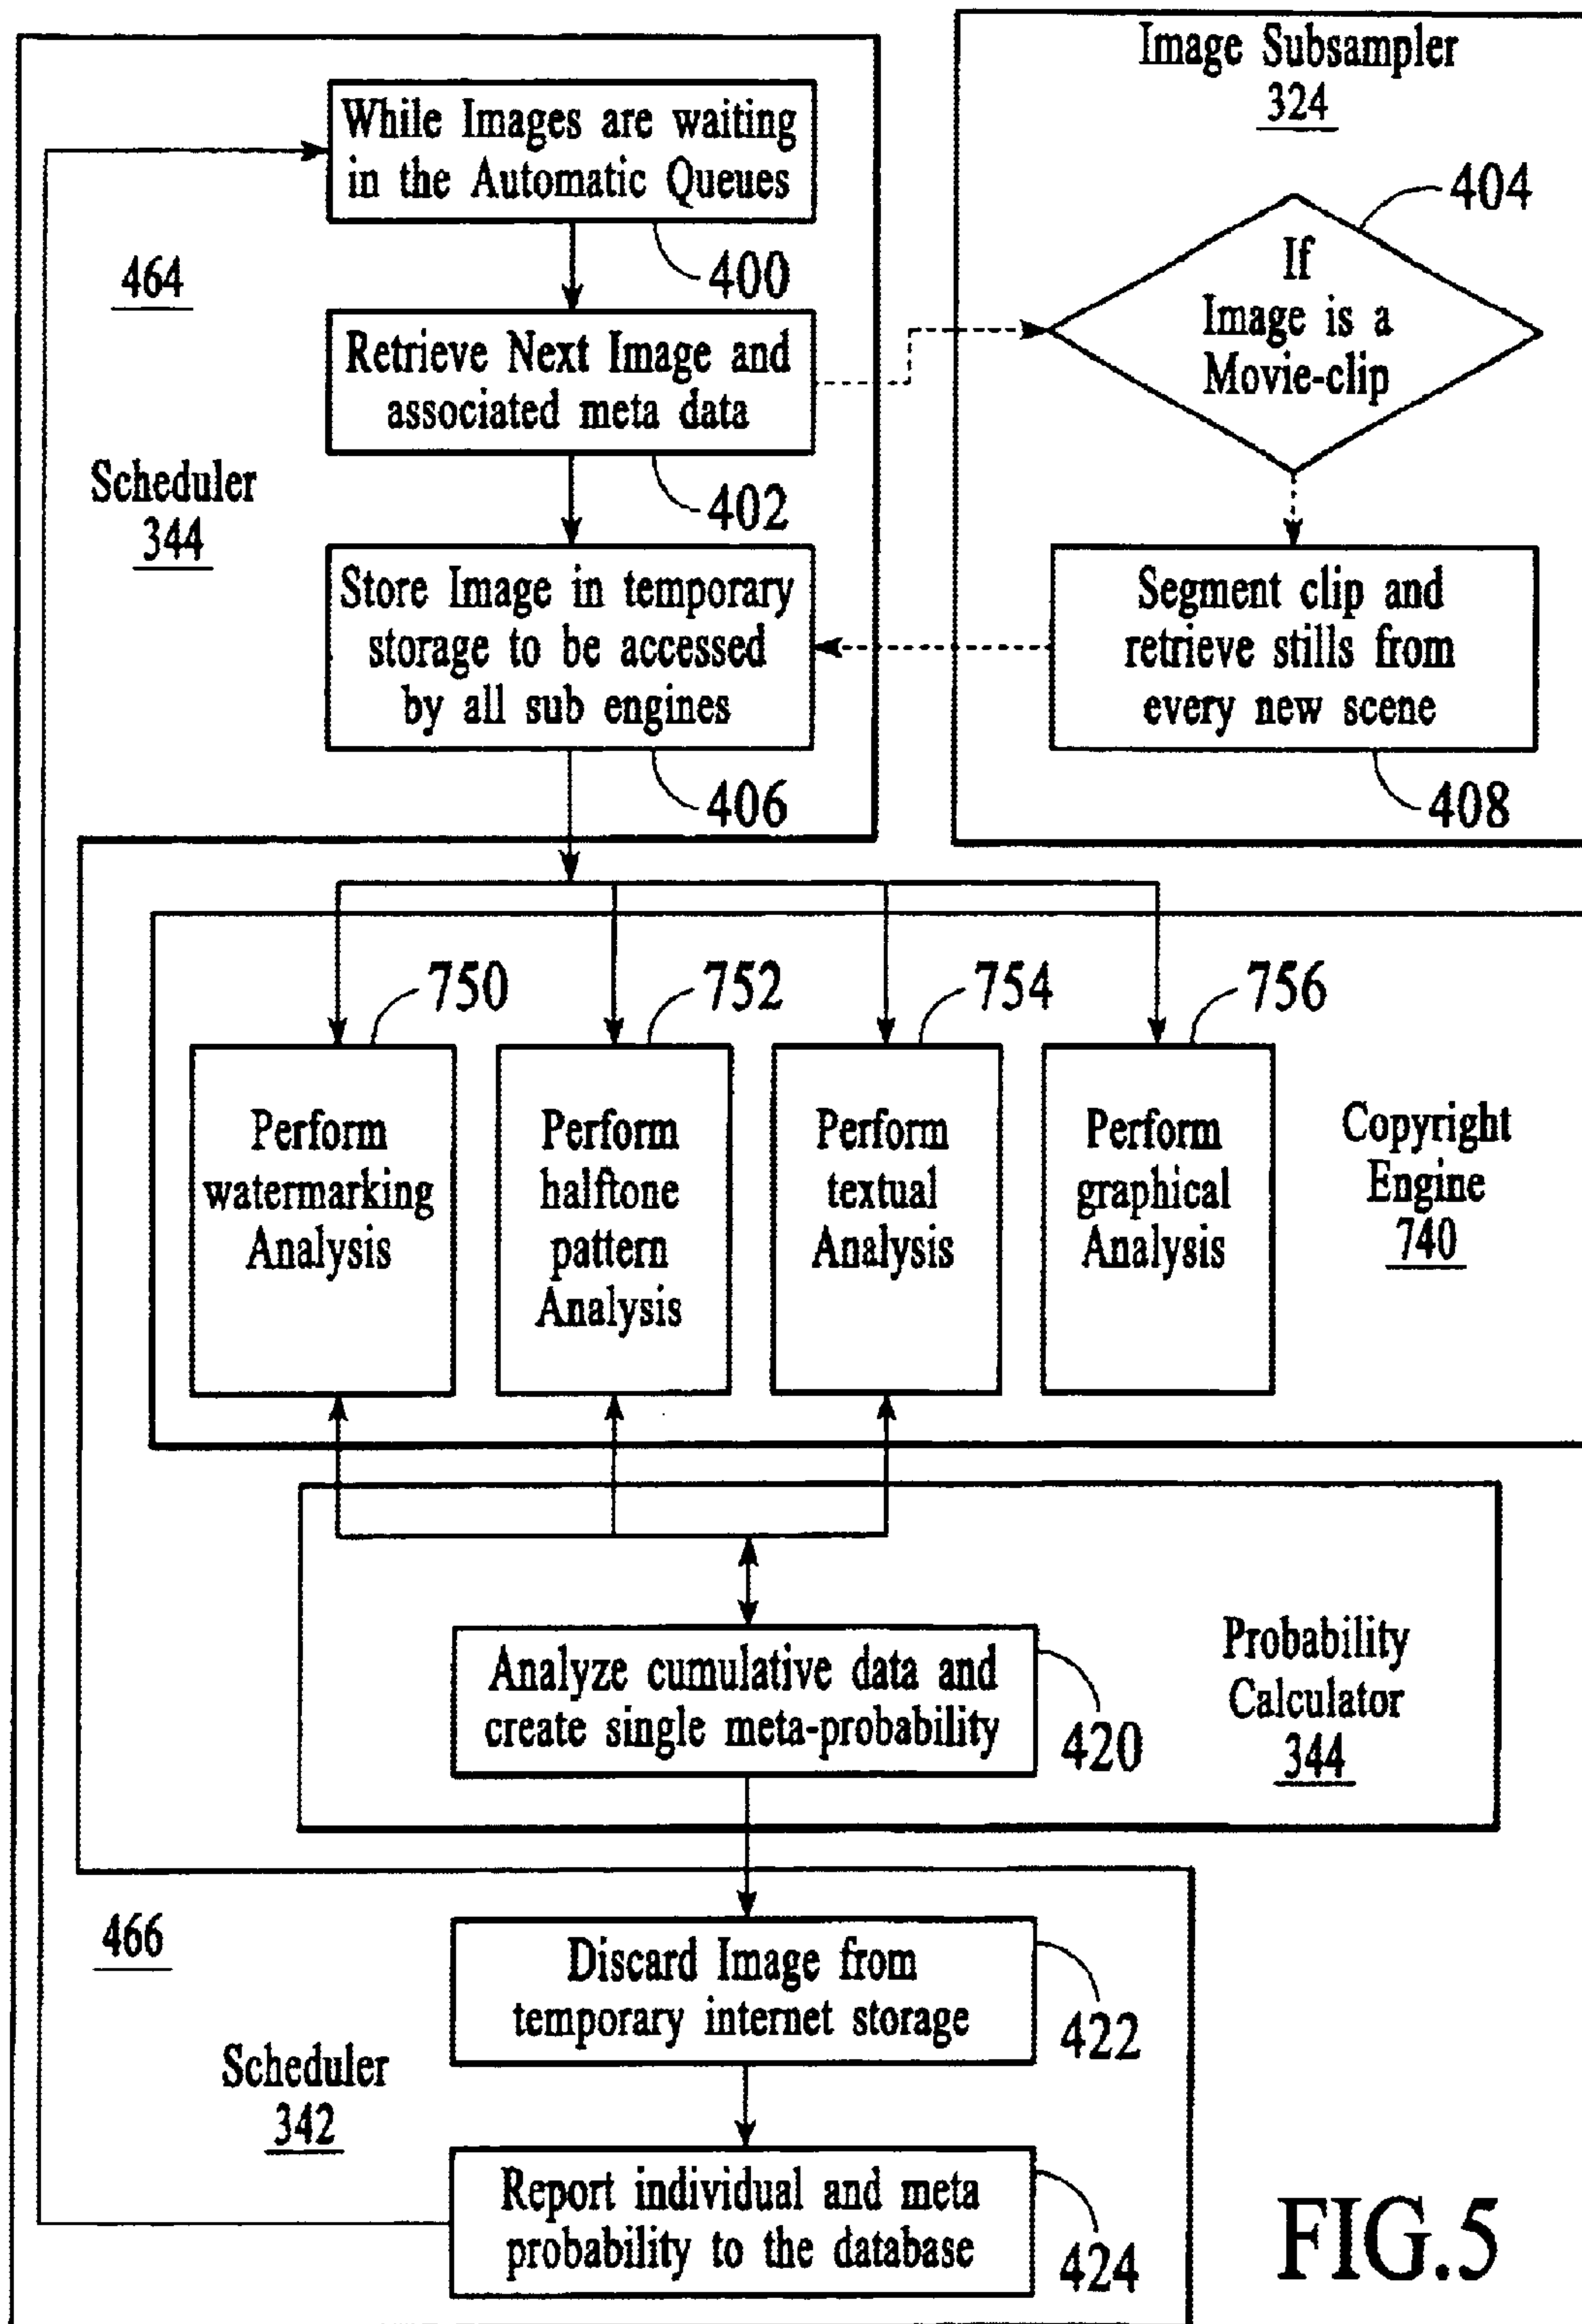 Image Subsampler
324
While Images are waiting
in the Automatic Queues
400
464
404
If
Image is a
Movie-clip
Retrieve Next Image and
associated meta data
402
Scheduler
344
Store Image in temporary
storage to be accessed
by all sub engines
406
Segment clip and
retrieve stills from
every new scene
408
750
752
754
756
Perform
watermarking
Analysis
Perform
halftone
pattern
Analysis
Perform
textual
Analysis
Perform
graphical
Analysis
Copyright
Engine
740
Analyze cumulative data and
create single meta-probability
420
Probability
Calculator
344
466
Discard Image from
temporary internet storage
422
Scheduler
342
Report individual and meta
probability to the database
424
FIG.5